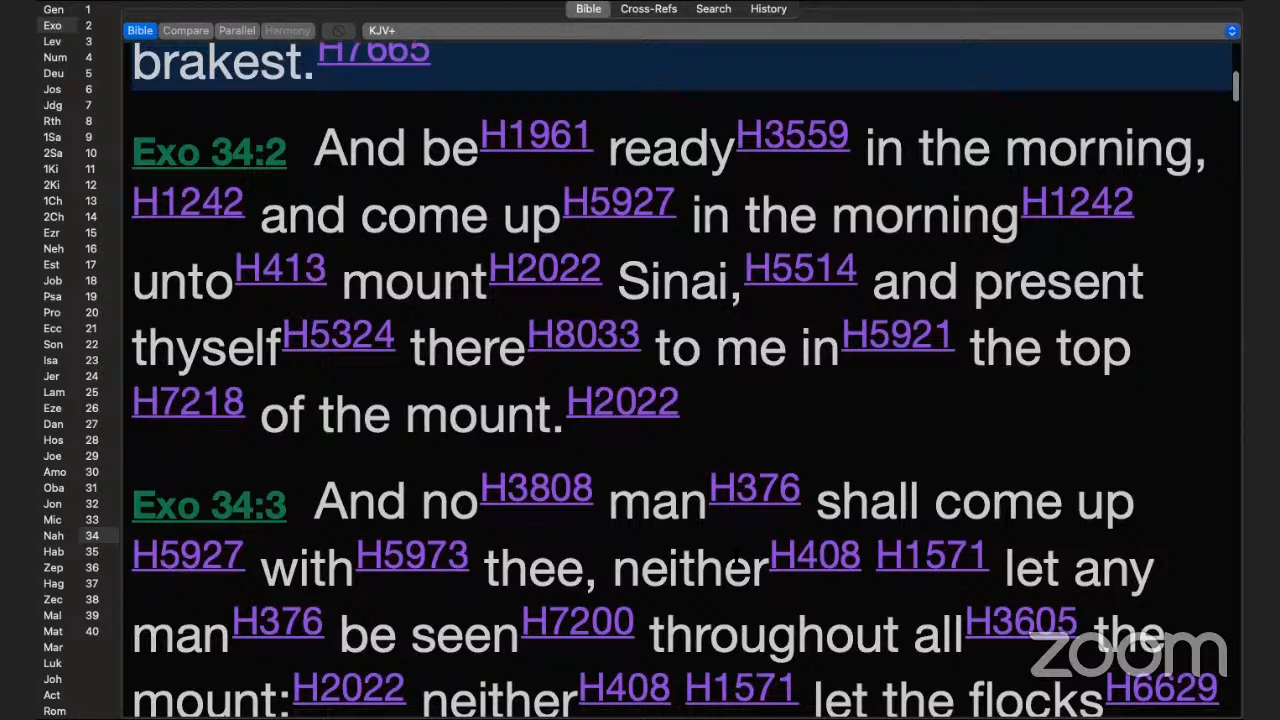 Bible Cross-Refs Search History
Bible Compare Parallel Harmony KJV+
Gen 1
Exo 2
Lev 3
Num 4
Deu 5
Jos 6
Jdg 7
Rth 8
1Sa 9
2Sa 10
1Ki 11
2Ki 12
1Ch 13
2Ch 14
Ezr 15
Neh 16
Est 17
Job 18
Psa 19
Pro 20
Ecc 21
Son 22
Isa 23
Jer 24
Lam 25
Eze 26
Dan 27
Hos 28
Joe 29
Amo 30
Oba 31
Jon 32
Mic 33
Nah 34
Hab 35
Zep 36
Hag 37
Zec 38
Mal 39
Mat 40
Mar
Luk
Joh
Act
Rom
brakest.H7665
Exo 34:2 And beH1961 readyH3559 in the morning,
H1242 and come upH5927 in the morningH1242
untoH413 mountH2022 Sinai,H5514 and present
thyselfH5324 thereH8033 to me inH5921 the top
H7218 of the mount.H2022
Exo 34:3 And noH3808 manH376 shall come up
H5927 withH5973 thee, neitherH408 H1571 let any
manH376 be seenH7200 throughout allH3605 the
mount;H2022 neitherH408 H1571 let the flocksH6629
zoom